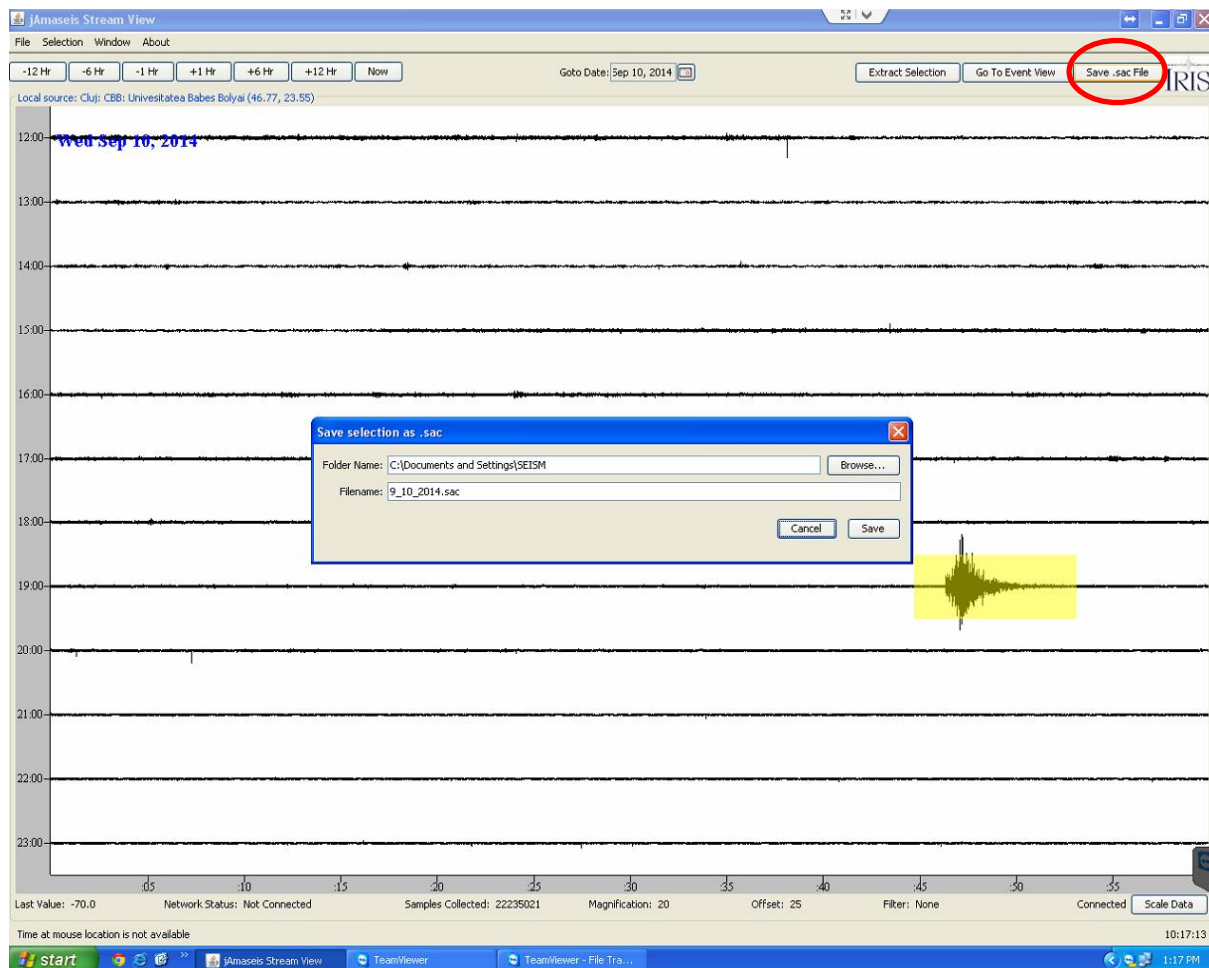 jAmaseis Stream View
File Selection Window About
-12 Hr -6 Hr -1 Hr +1 Hr +6 Hr +12 Hr Now Goto Date: Sep 10, 2014 Extract Selection Go To Event View Save .sac File IRIS
Local source: Cluj: CBB: Univesitatea Babes Bolyai (46.77, 23.55)
12:00
Wed Sep 10, 2014
13:00
14:00
15:00
16:00
Save selection as .sac
17:00
Folder Name: C:\Documents and Settings\SEISM Browse...
Filename: 9_10_2014.sac
18:00
Cancel Save
19:00
20:00
21:00
22:00
23:00
:05 :10 :15 :20 :25 :30 :35 :40 :45 :50 :55
Last Value: -70.0 Network Status: Not Connected Samples Collected: 22235021 Magnification: 20 Offset: 25 Filter: None Connected Scale Data
Time at mouse location is not available 10:17:13
start jAmaseis Stream View TeamViewer TeamViewer - File Tra... 1:17 PM